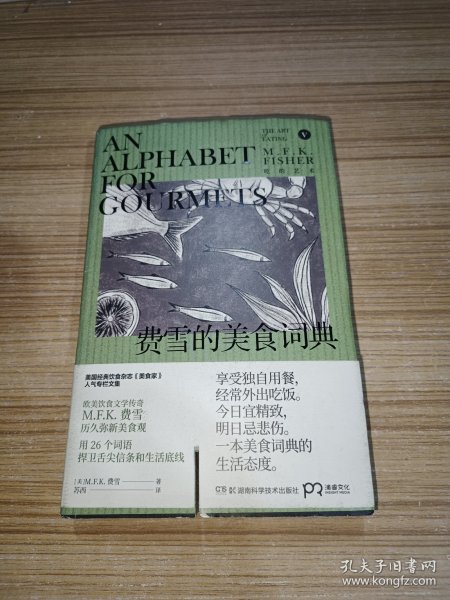 AN
ALPHABET
FOR
GOURMETS
THE ART
OF
EATING
V
M.F.K.
FISHER
吃的艺术
费雪的美食词典
美国经典饮食杂志《美食家》
人气专栏文集
欧美饮食文学传奇
M.F.K. 费雪
历久弥新美食观
用 26 个词语
捍卫舌尖信条和生活底线
享受独自用餐，
经常外出吃饭。
今日宜精致，
明日忌悲伤。
一本美食词典的
生活态度。
[美]M.F.K. 费雪 著
苏西 译
湖南科学技术出版社
浦睿文化
INSIGHT MEDIA
孔夫子旧书网
www.kongfz.com